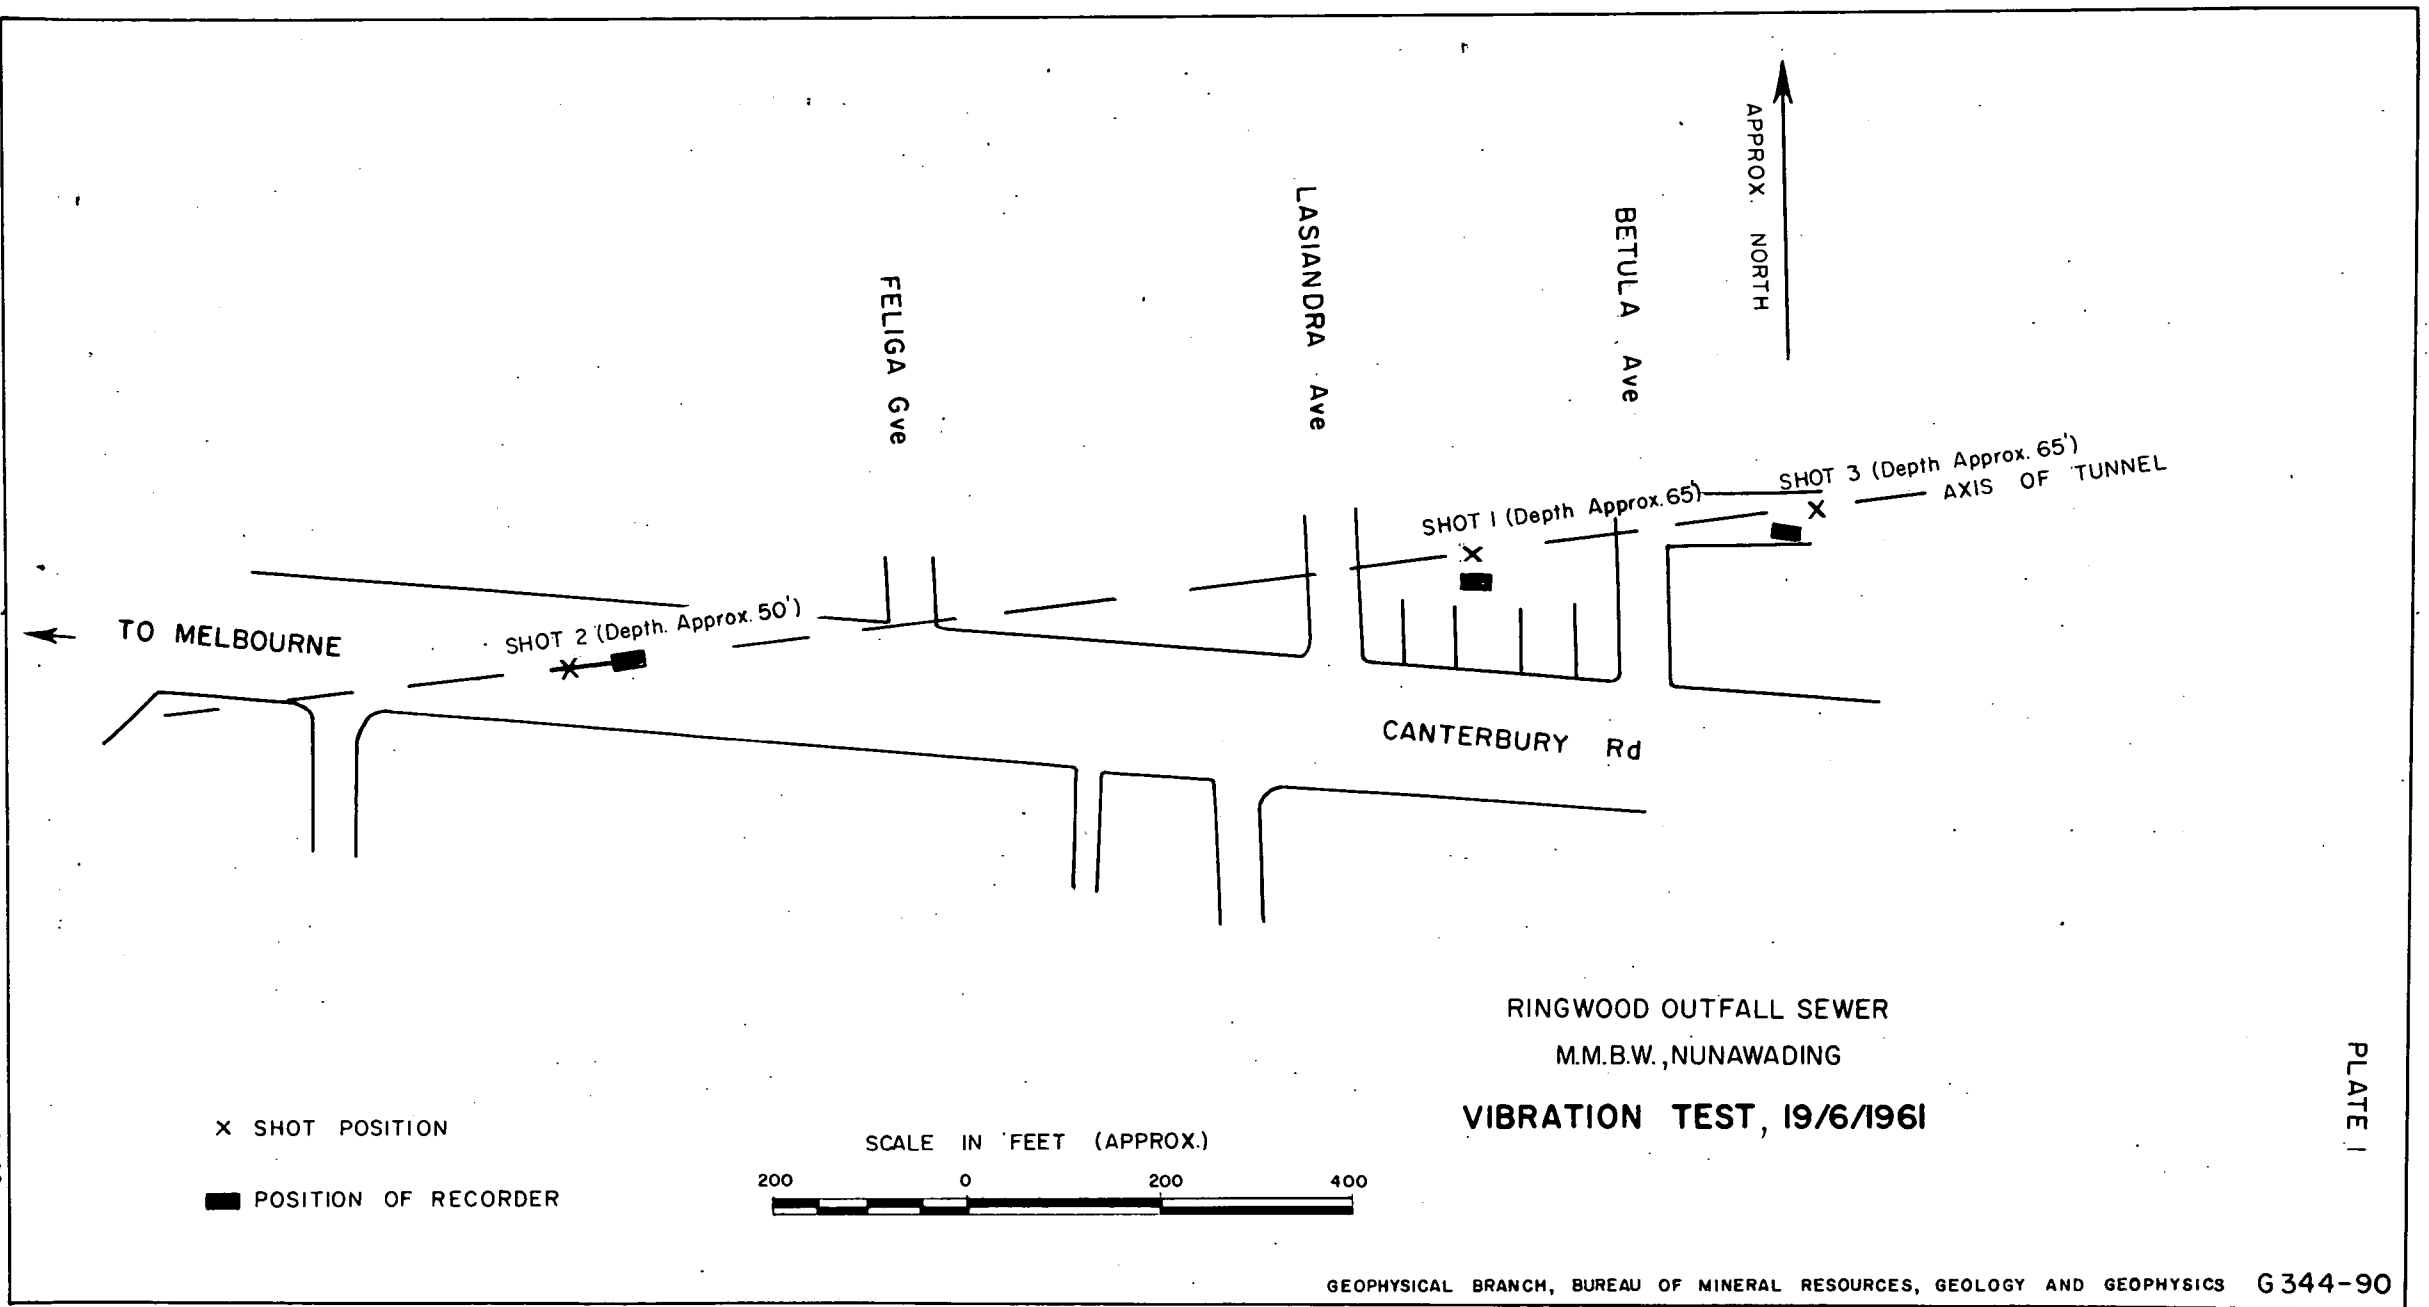 APPROX. NORTH
LASIANDRA Ave
BETULA Ave
FELIGA Gve
SHOT 3 (Depth Approx. 65')
AXIS OF TUNNEL
SHOT 1 (Depth Approx. 65')
SHOT 2 (Depth. Approx. 50')
TO MELBOURNE
CANTERBURY Rd
RINGWOOD OUTFALL SEWER
M.M.B.W., NUNAWADING
VIBRATION TEST, 19/6/1961
PLATE 1
X SHOT POSITION
POSITION OF RECORDER
SCALE IN FEET (APPROX.)
200 0 200 400
GEOPHYSICAL BRANCH, BUREAU OF MINERAL RESOURCES, GEOLOGY AND GEOPHYSICS G344-90